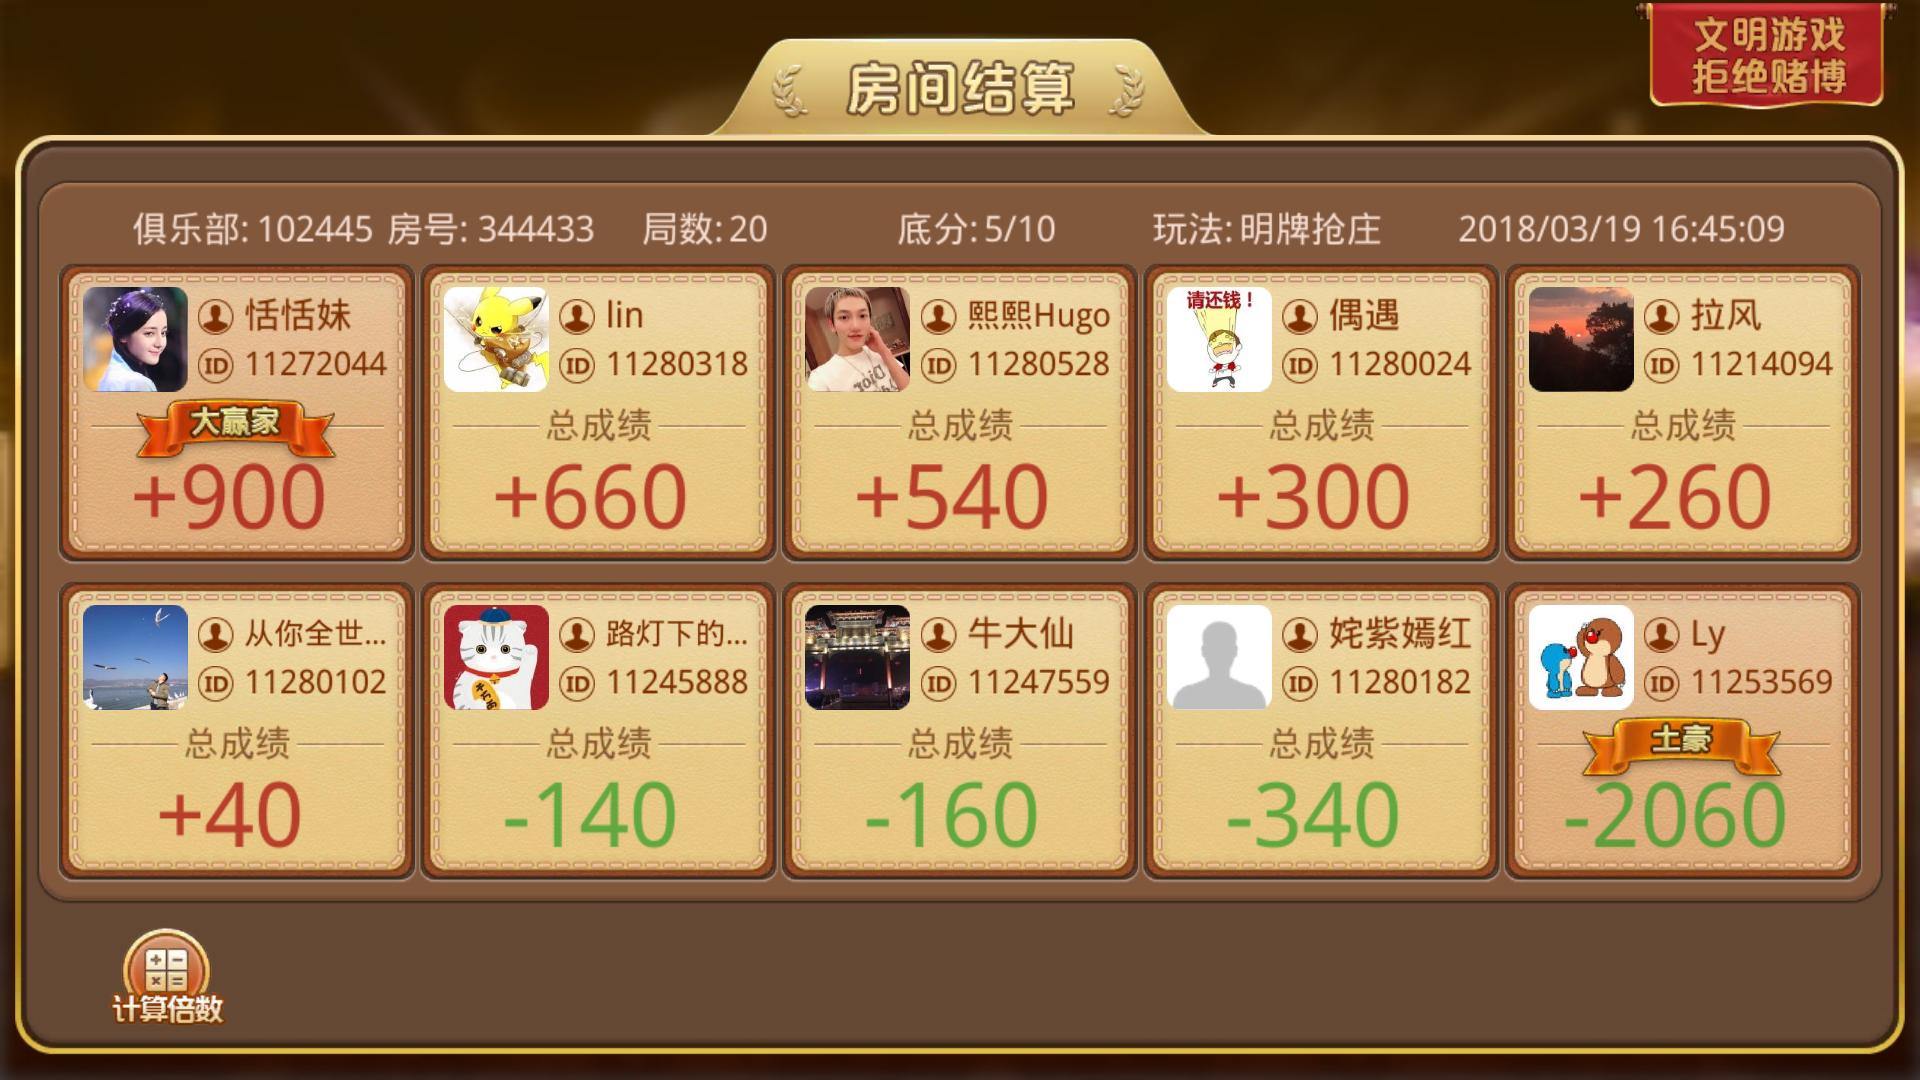 房间结算
文明游戏
拒绝赌博
俱乐部: 102445 房号: 344433 局数: 20 底分: 5/10 玩法: 明牌抢庄 2018/03/19 16:45:09
恬恬妹
ID 11272044
大赢家
+900
lin
ID 11280318
总成绩
+660
熙熙Hugo
ID 11280528
总成绩
+540
请还钱!
偶遇
ID 11280024
总成绩
+300
拉风
ID 11214094
总成绩
+260
从你全世...
ID 11280102
总成绩
+40
路灯下的...
ID 11245888
总成绩
-140
牛大仙
ID 11247559
总成绩
-160
姹紫嫣红
ID 11280182
总成绩
-340
Ly
ID 11253569
土豪
-2060
计算倍数